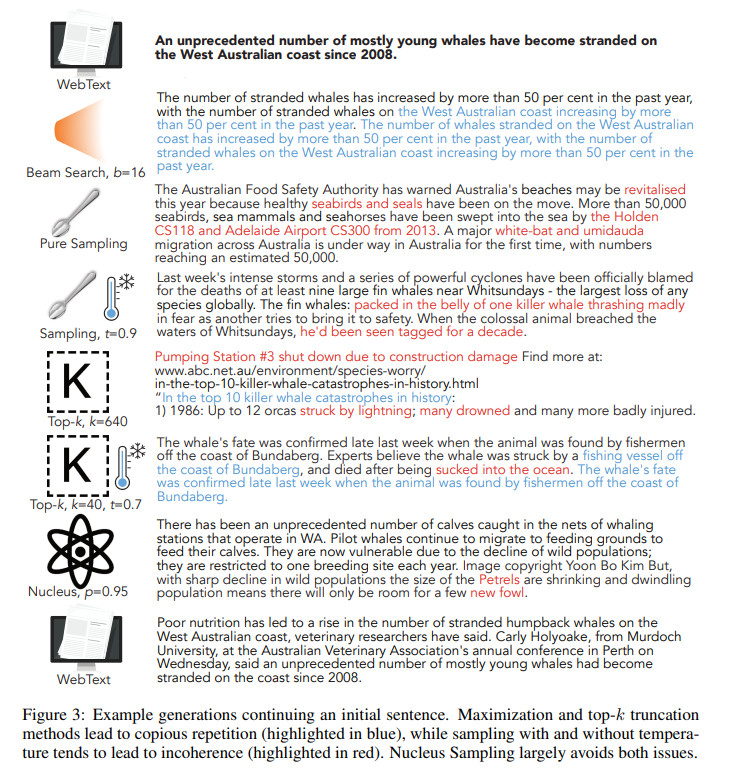 An unprecedented number of mostly young whales have become stranded on
the West Australian coast since 2008.
WebText
The number of stranded whales has increased by more than 50 per cent in the past year,
with the number of stranded whales on the West Australian coast increasing by more
than 50 per cent in the past year. The number of whales stranded on the West Australian
coast has increased by more than 50 per cent in the past year, with the number of
stranded whales on the West Australian coast increasing by more than 50 per cent in the
past year.
Beam Search, b=16
The Australian Food Safety Authority has warned Australia's beaches may be revitalised
this year because healthy seabirds and seals have been on the move. More than 50,000
seabirds, sea mammals and seahorses have been swept into the sea by the Holden
CS118 and Adelaide Airport CS300 from 2013. A major white-bat and umidauda
migration across Australia is under way in Australia for the first time, with numbers
reaching an estimated 50,000.
Pure Sampling
Last week's intense storms and a series of powerful cyclones have been officially blamed
for the deaths of at least nine large fin whales near Whitsundays - the largest loss of any
species globally. The fin whales: packed in the belly of one killer whale thrashing madly
in fear as another tries to bring it to safety. When the colossal animal breached the
waters of Whitsundays, he'd been seen tagged for a decade.
Sampling, t=0.9
Pumping Station #3 shut down due to construction damage Find more at:
www.abc.net.au/environment/species-worry/
in-the-top-10-killer-whale-catastrophes-in-history.html
“In the top 10 killer whale catastrophes in history:
1) 1986: Up to 12 orcas struck by lightning; many drowned and many more badly injured.
K
Top-k, k=640
The whale's fate was confirmed late last week when the animal was found by fishermen
off the coast of Bundaberg. Experts believe the whale was struck by a fishing vessel off
the coast of Bundaberg, and died after being sucked into the ocean. The whale's fate
was confirmed late last week when the animal was found by fishermen off the coast of
Bundaberg.
K
Top-k, k=40, t=0.7
There has been an unprecedented number of calves caught in the nets of whaling
stations that operate in WA. Pilot whales continue to migrate to feeding grounds to
feed their calves. They are now vulnerable due to the decline of wild populations;
they are restricted to one breeding site each year. Image copyright Yoon Bo Kim But,
with sharp decline in wild populations the size of the Petrels are shrinking and dwindling
population means there will only be room for a few new fowl.
Nucleus, p=0.95
Poor nutrition has led to a rise in the number of stranded humpback whales on the
West Australian coast, veterinary researchers have said. Carly Holyoake, from Murdoch
University, at the Australian Veterinary Association's annual conference in Perth on
Wednesday, said an unprecedented number of mostly young whales had become
stranded on the coast since 2008.
WebText
Figure 3: Example generations continuing an initial sentence. Maximization and top-k truncation
methods lead to copious repetition (highlighted in blue), while sampling with and without tempera-
ture tends to lead to incoherence (highlighted in red). Nucleus Sampling largely avoids both issues.